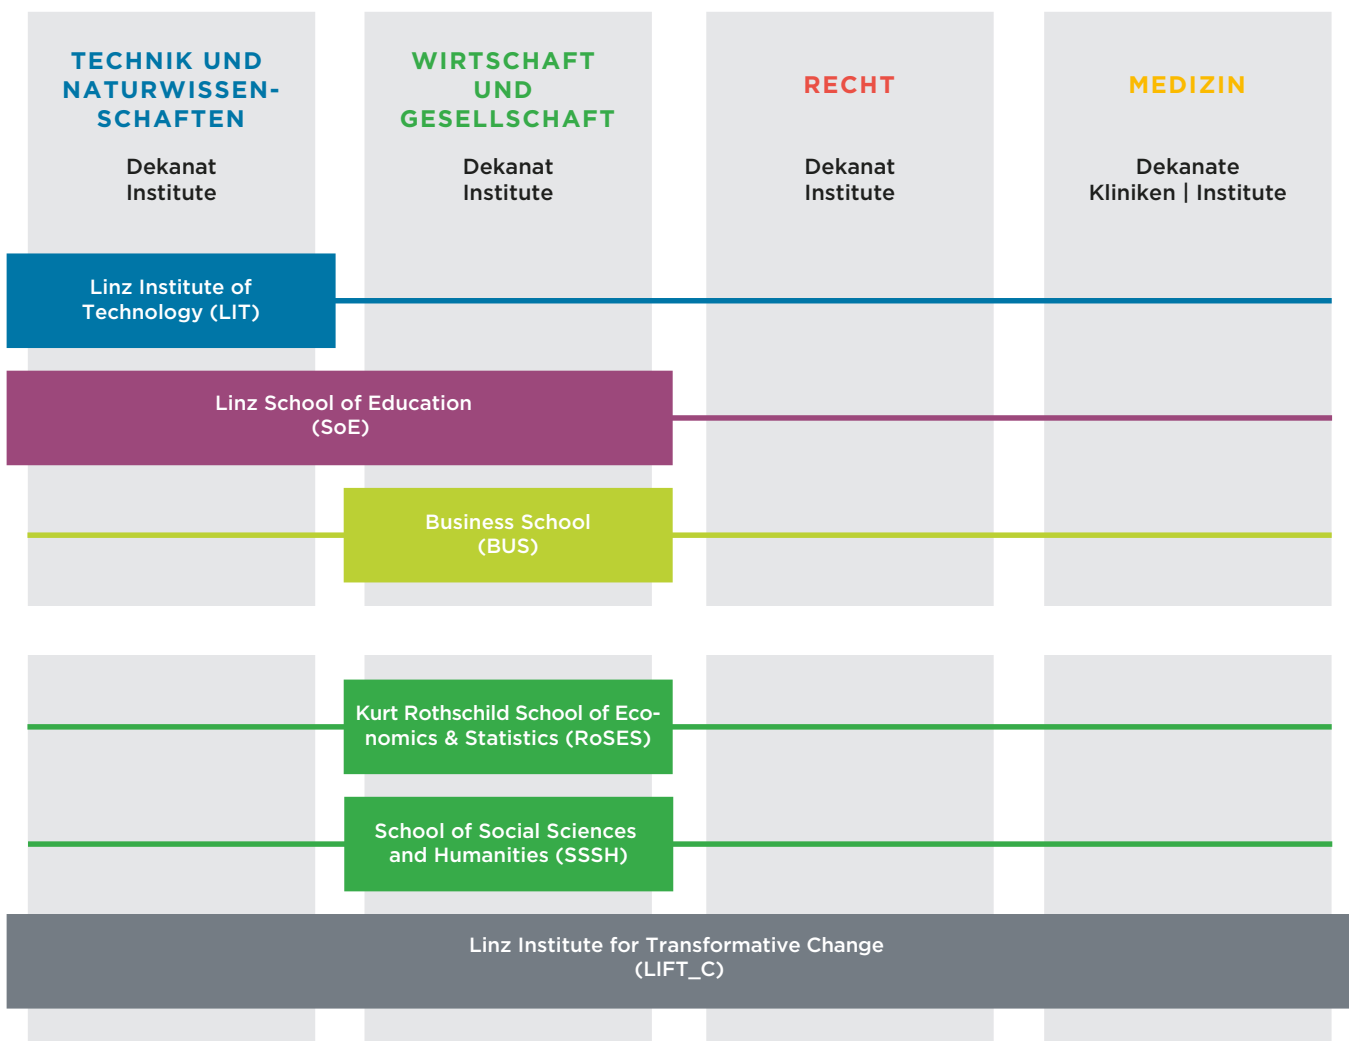 TECHNIK UND
NATURWISSEN-
SCHAFTEN
Dekanat
Institute
WIRTSCHAFT
UND
GESELLSCHAFT
Dekanat
Institute
RECHT
Dekanat
Institute
MEDIZIN
Dekanate
Kliniken | Institute
Linz Institute of
Technology (LIT)
Linz School of Education
(SoE)
Business School
(BUS)
Kurt Rothschild School of Eco-
nomics & Statistics (RoSES)
School of Social Sciences
and Humanities (SSSH)
Linz Institute for Transformative Change
(LIFT_C)